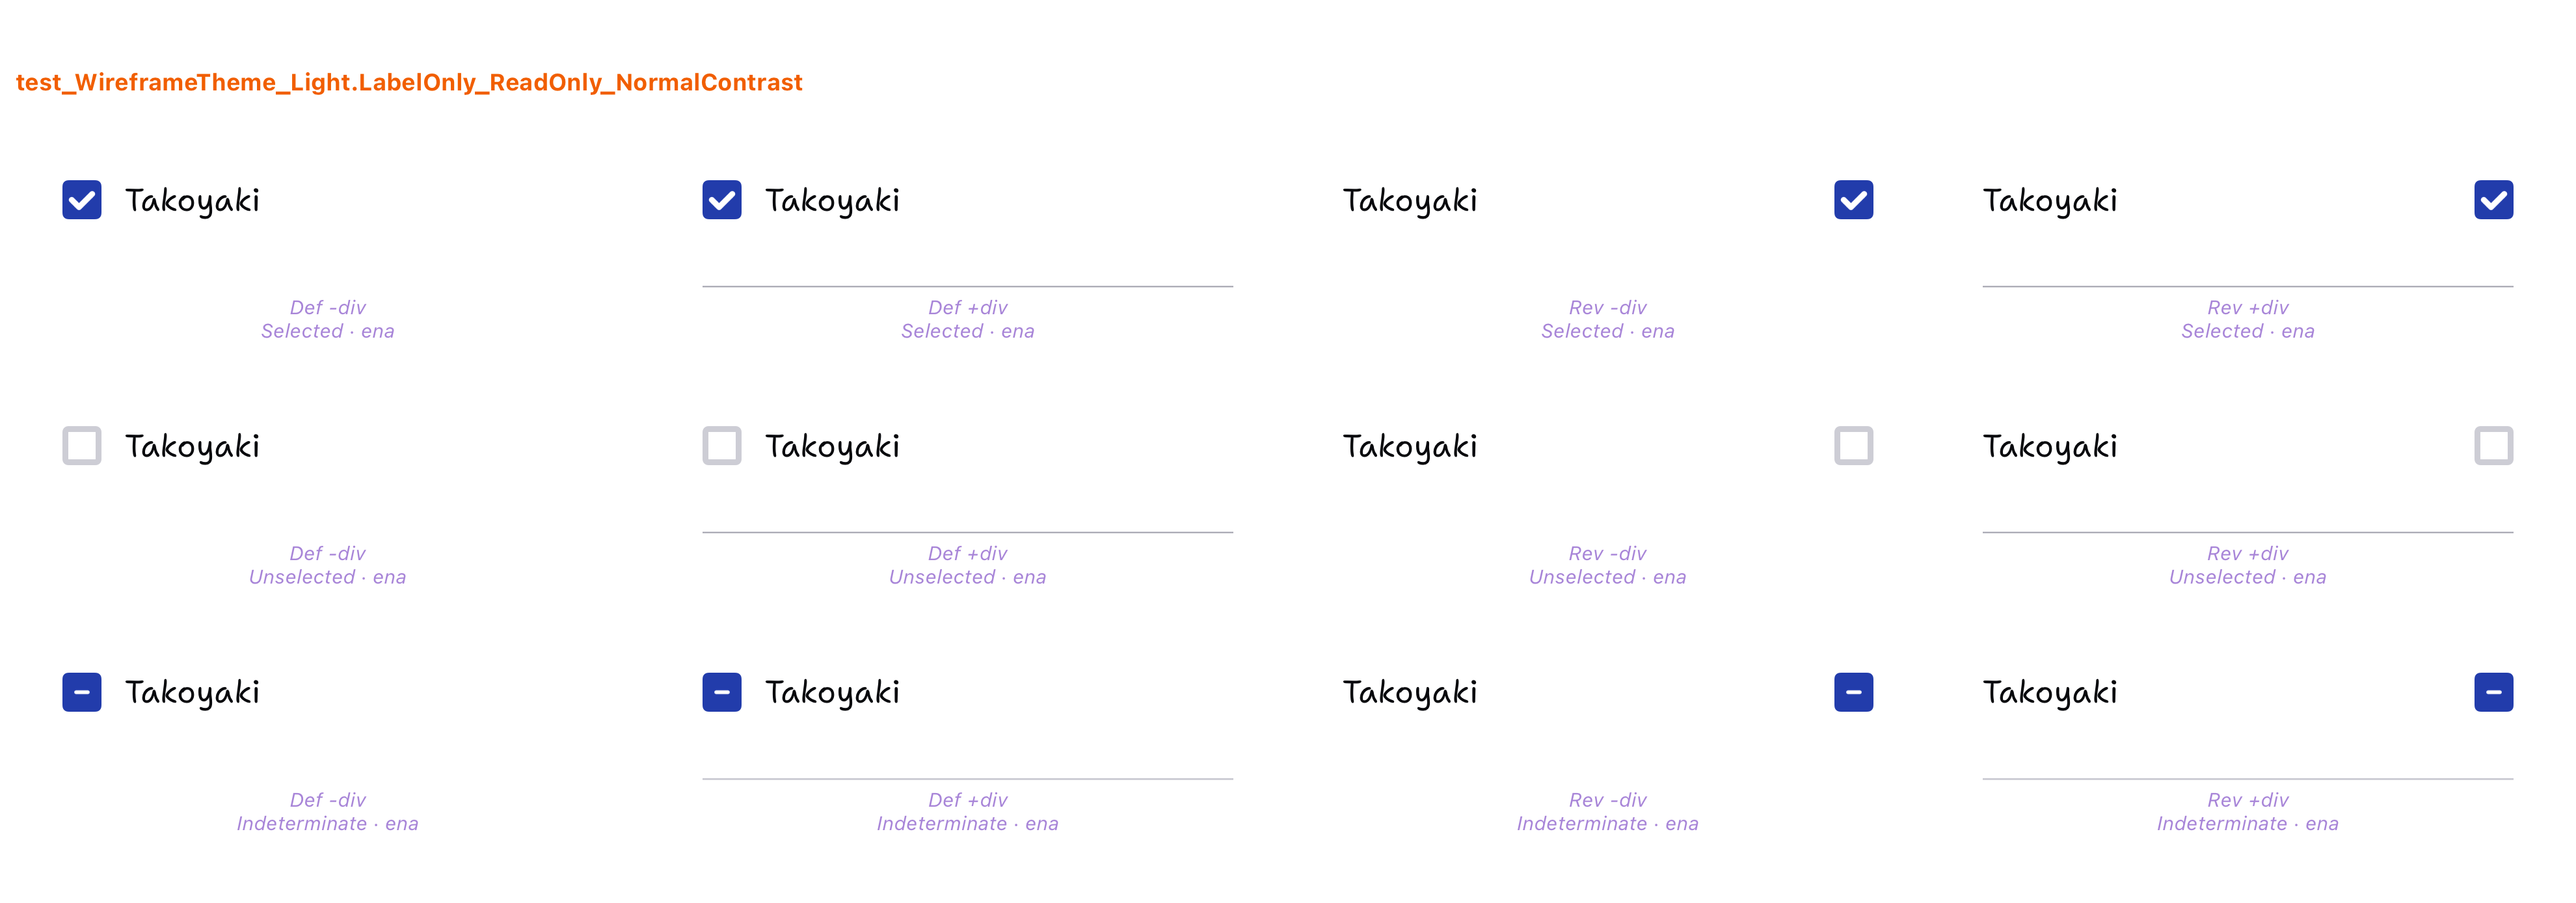 test_WireframeTheme_Light.LabelOnly_ReadOnly_NormalContrast
Takoyaki
Takoyaki
Takoyaki
Takoyaki
Def -div
Selected · ena
Def +div
Selected · ena
Rev -div
Selected · ena
Rev +div
Selected · ena
Takoyaki
Takoyaki
Takoyaki
Takoyaki
Def -div
Unselected · ena
Def +div
Unselected · ena
Rev -div
Unselected · ena
Rev +div
Unselected · ena
Takoyaki
Takoyaki
Takoyaki
Takoyaki
Def -div
Indeterminate · ena
Def +div
Indeterminate · ena
Rev -div
Indeterminate · ena
Rev +div
Indeterminate · ena